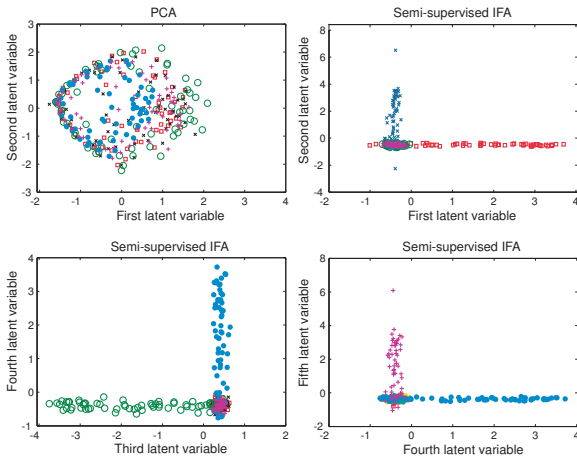 PCA
Second latent variable
3
2
1
0
-1
-2
-3
-2 -1 0 1 2 3 4
First latent variable
Semi-supervised IFA
Second latent variable
8
4
0
-4
-2 -1 0 1 2 3 4
First latent variable
Semi-supervised IFA
Fourth latent variable
4
3
2
1
0
-1
-4 -3 -2 -1 0 1 2
Third latent variable
Semi-supervised IFA
Fifth latent variable
8
6
4
2
0
-2
-2 -1 0 1 2 3 4
Fourth latent variable